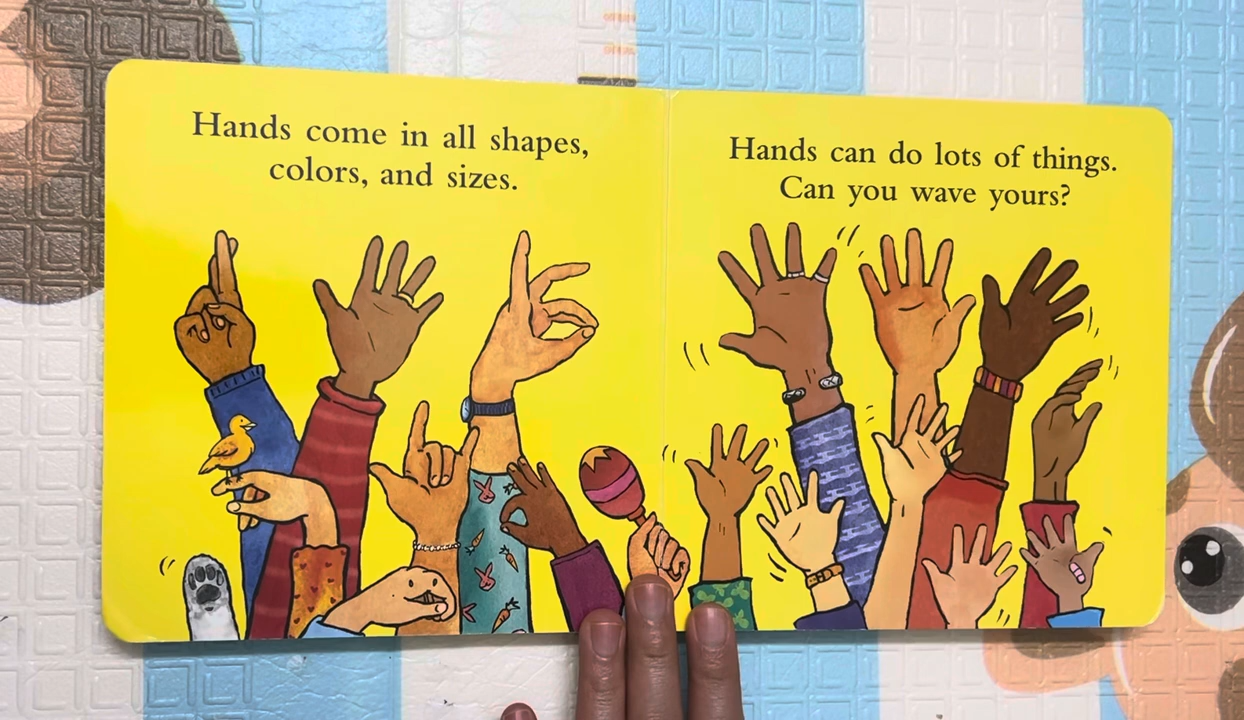 Hands come in all shapes,
colors, and sizes.
Hands can do lots of things.
Can you wave yours?